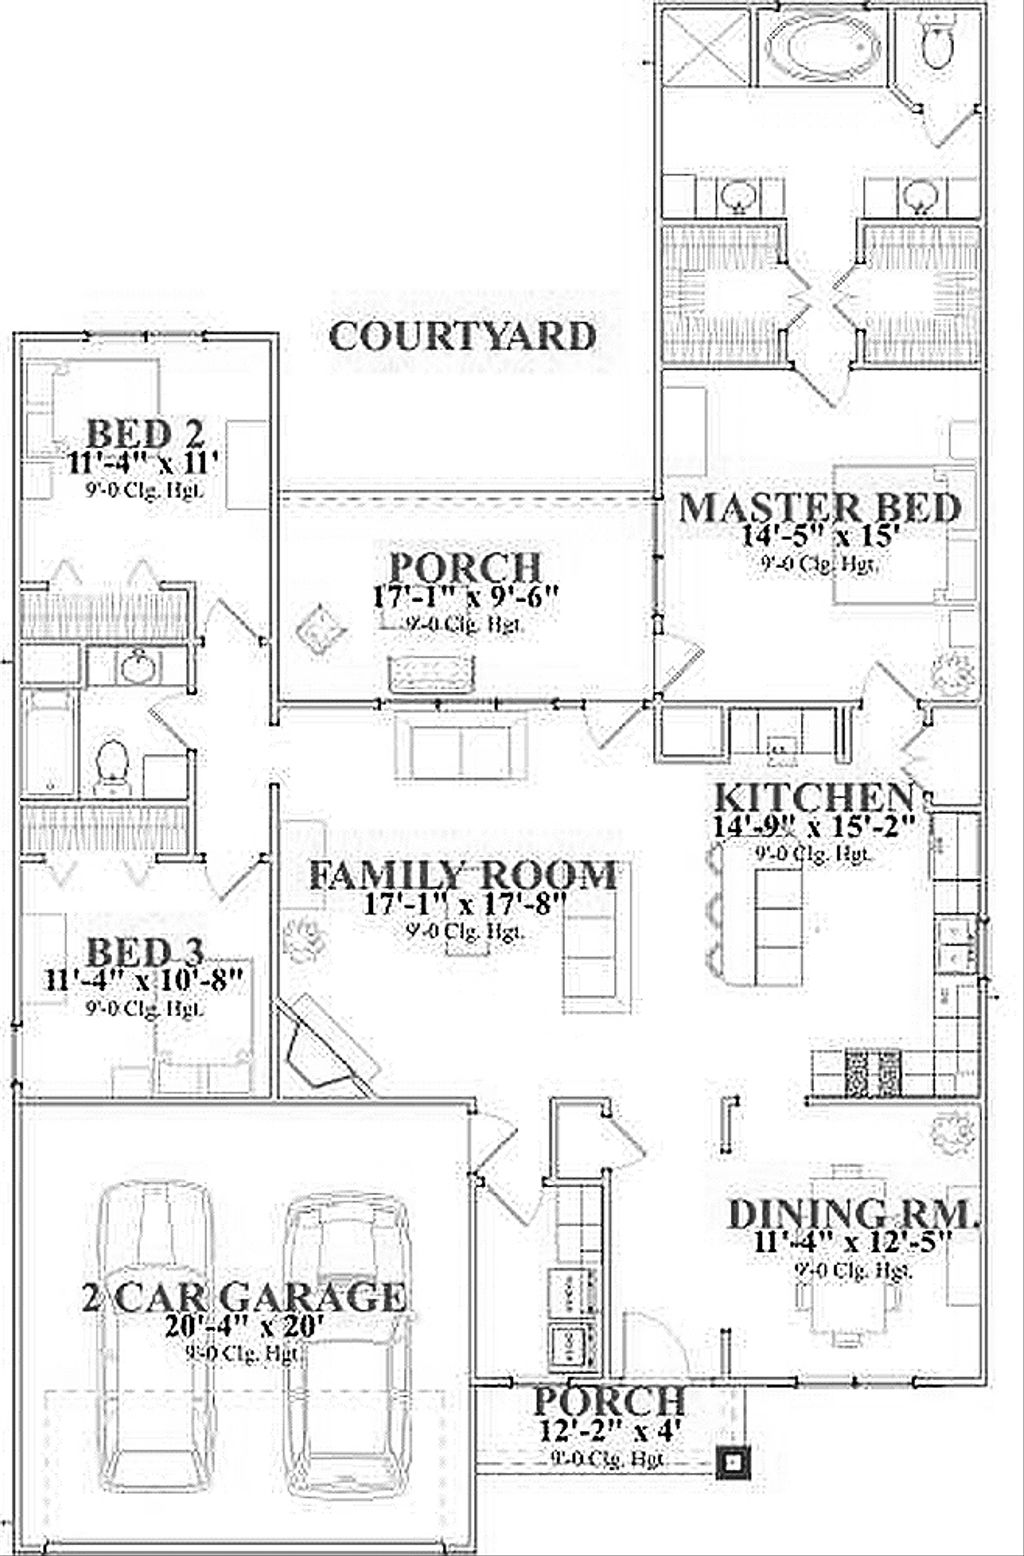 COURTYARD
BED 2
11'-4" x 11'
9'-0 Clg. Hgt.
MASTER BED
14'-5" x 15'
9'-0 Clg. Hgt.
PORCH
17'-1" x 9'-6"
9'-0 Clg. Hgt.
KITCHEN
14'-9" x 15'-2"
9'-0 Clg. Hgt.
FAMILY ROOM
17'-1" x 17'-8"
9'-0 Clg. Hgt.
BED 3
11'-4" x 10'-8"
9'-0 Clg. Hgt.
DINING RM.
11'-4" x 12'-5"
9'-0 Clg. Hgt.
2 CAR GARAGE
20'-4" x 20'
9'-0 Clg. Hgt
PORCH
12'-2" x 4'
9'-0 Clg. Hgt